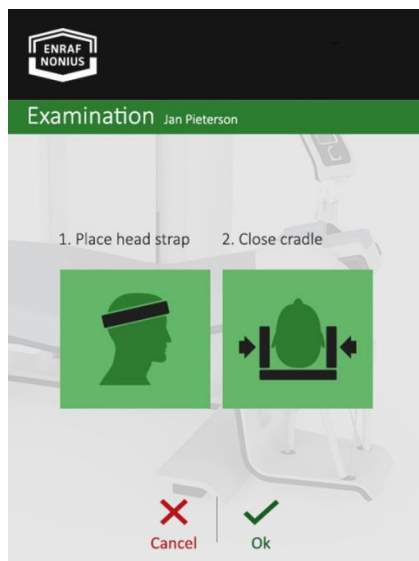 ENRAF
NONIUS
Examination Jan Pieterson
1. Place head strap
2. Close cradle
Cancel
Ok